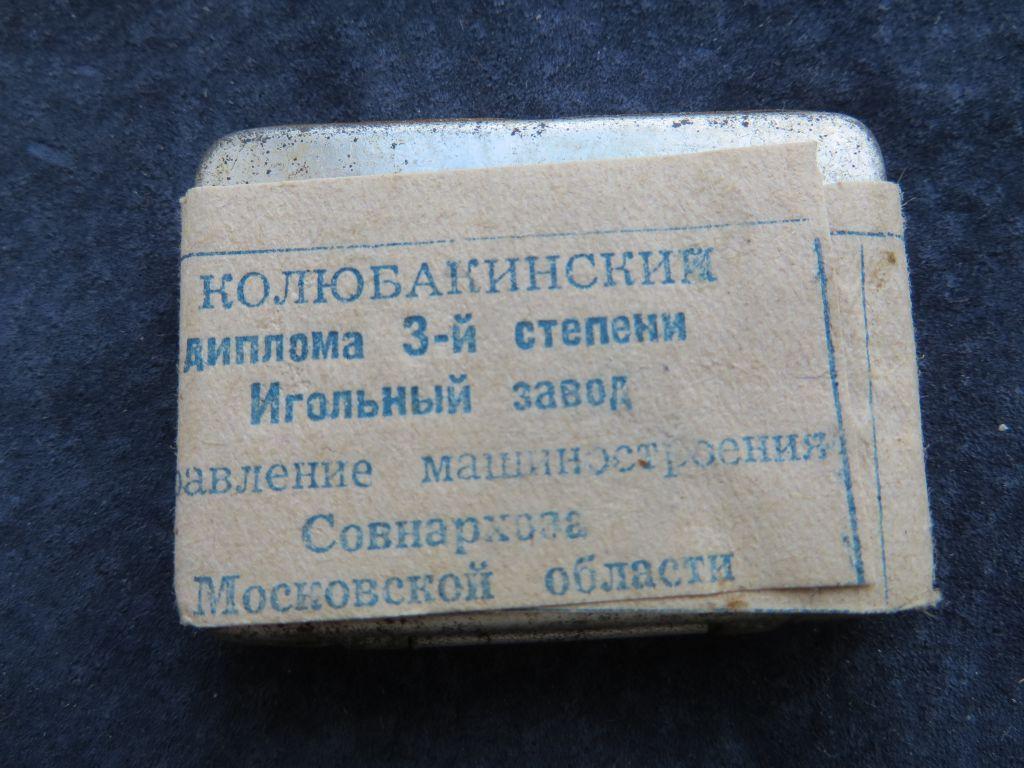 КОЛЮБАКИНСКИЙ
диплома 3-й степени
Игольный завод
равление машиностроения
Совнархоза
Московской области